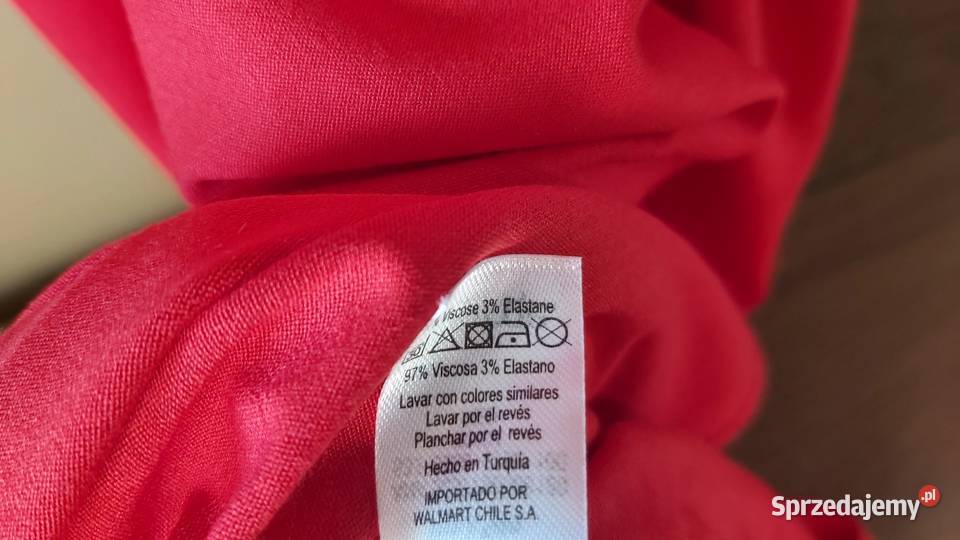 Viscose 3% Elastane
97% Viscosa 3% Elastano
Lavar con colores similares
Lavar por el revés
Planchar por el revés
Hecho en Turquía
IMPORTADO POR
WALMART CHILE S.A.
Sprzedajemy.pl